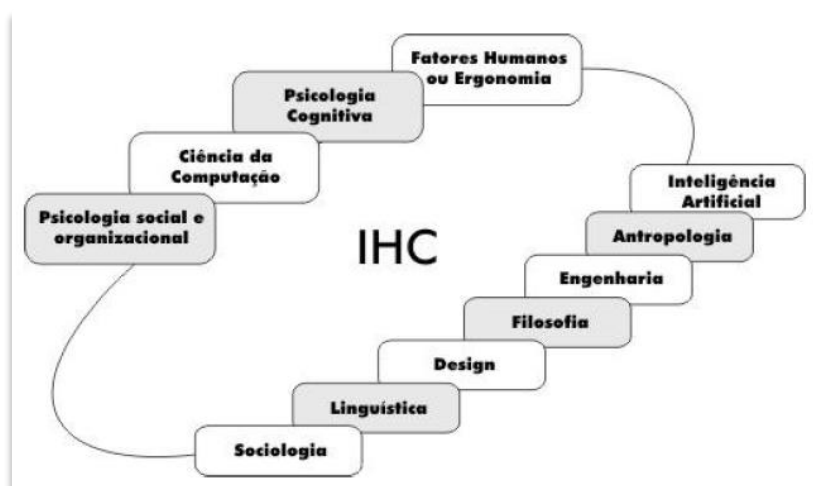 Fatores Humanos
ou Ergonomia
Psicologia
Cognitiva
Ciência da
Computação
Psicologia social e
organizacional
IHC
Inteligência
Artificial
Antropologia
Engenharia
Filosofia
Design
Linguística
Sociologia